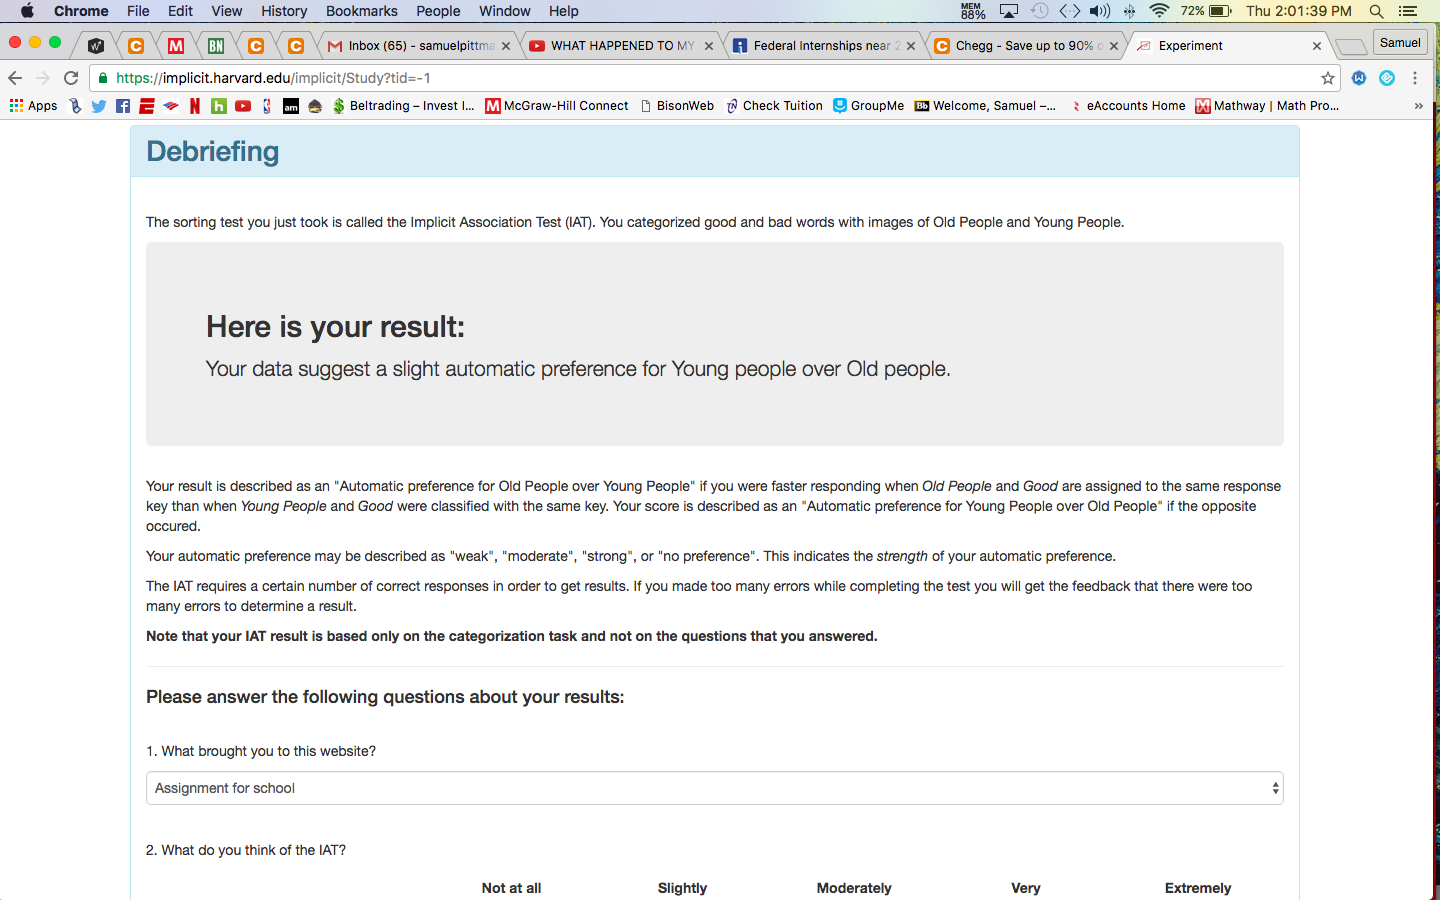 Chrome File Edit View History Bookmarks People Window Help MEM 88% 72% Thu 2:01:39 PM
M BN Inbox (65) - samuelpittma WHAT HAPPENED TO MY Federal Internships near 2 Chegg - Save up to 90% o Experiment Samuel
https://implicit.harvard.edu/implicit/Study?tid=-1
Apps Beltrading – Invest I... McGraw-Hill Connect BisonWeb Check Tuition GroupMe Bb Welcome, Samuel –... eAccounts Home Mathway | Math Pro... »
Debriefing
The sorting test you just took is called the Implicit Association Test (IAT). You categorized good and bad words with images of Old People and Young People.
Here is your result:
Your data suggest a slight automatic preference for Young people over Old people.
Your result is described as an "Automatic preference for Old People over Young People" if you were faster responding when Old People and Good are assigned to the same response
key than when Young People and Good were classified with the same key. Your score is described as an "Automatic preference for Young People over Old People" if the opposite
occured.
Your automatic preference may be described as "weak", "moderate", "strong", or "no preference". This indicates the strength of your automatic preference.
The IAT requires a certain number of correct responses in order to get results. If you made too many errors while completing the test you will get the feedback that there were too
many errors to determine a result.
Note that your IAT result is based only on the categorization task and not on the questions that you answered.
Please answer the following questions about your results:
1. What brought you to this website?
Assignment for school
2. What do you think of the IAT?
Not at all Slightly Moderately Very Extremely